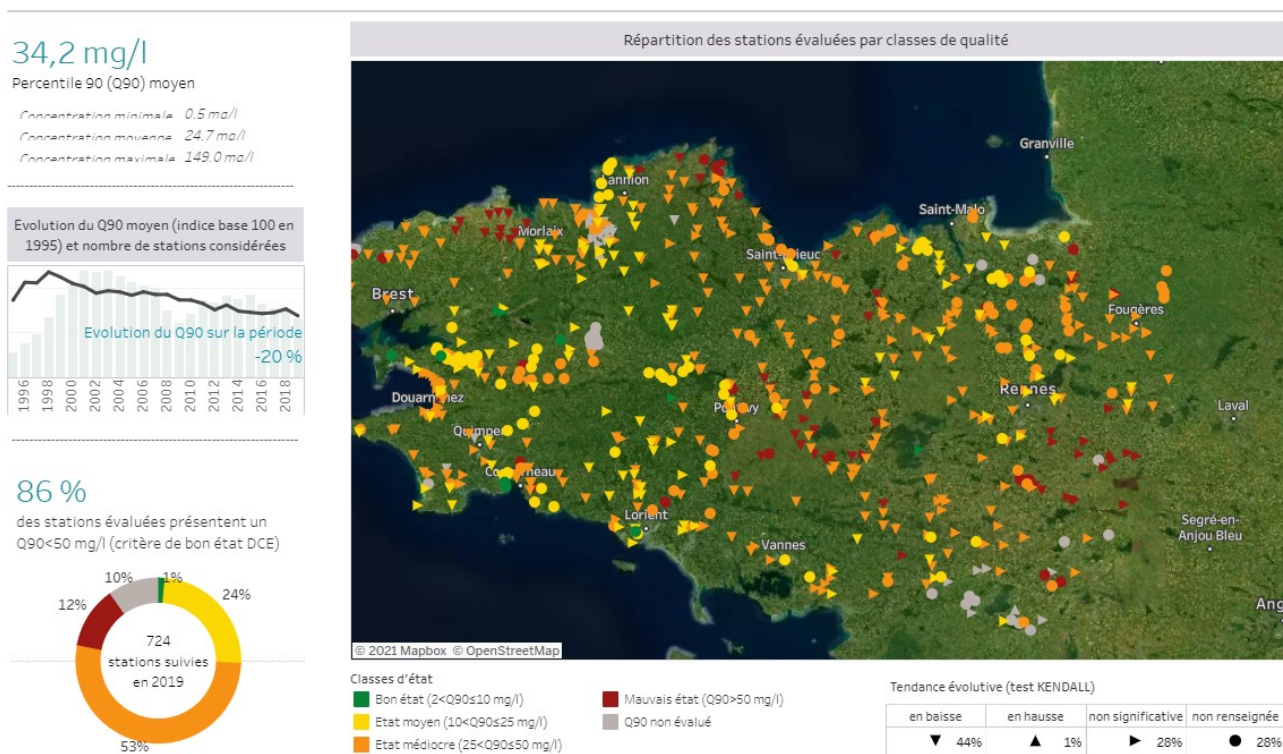 34,2 mg/l
Percentile 90 (Q90) moyen
Concentration minimale 0.5 mg/l
Concentration moyenne 24.7 mg/l
Concentration maximale 149.0 mg/l
Evolution du Q90 moyen (indice base 100 en
1995) et nombre de stations considérées
Evolution du Q90 sur la période
-20 %
1996 1998 2000 2002 2004 2006 2008 2010 2012 2014 2016 2018
86 %
des stations évaluées présentent un
Q90<50 mg/l (critère de bon état DCE)
10% 1%
24%
12%
724
stations suivies
en 2019
53%
Répartition des stations évaluées par classes de qualité
Granville
Saint-Malo
Morlaix
Brest
Fougères
Rennes
Laval
Lorient
Vannes
Segré-en-
Anjou Bleu
Ang
© 2021 Mapbox © OpenStreetMap
Classes d'état
Bon état (2<Q90≤10 mg/l)
Mauvais état (Q90>50 mg/l)
Etat moyen (10<Q90≤25 mg/l)
Q90 non évalué
Etat médiocre (25<Q90≤50 mg/l)
Tendance évolutive (test KENDALL)
en baisse en hausse non significative non renseignée
▼ 44% ▲ 1% ► 28% ● 28%